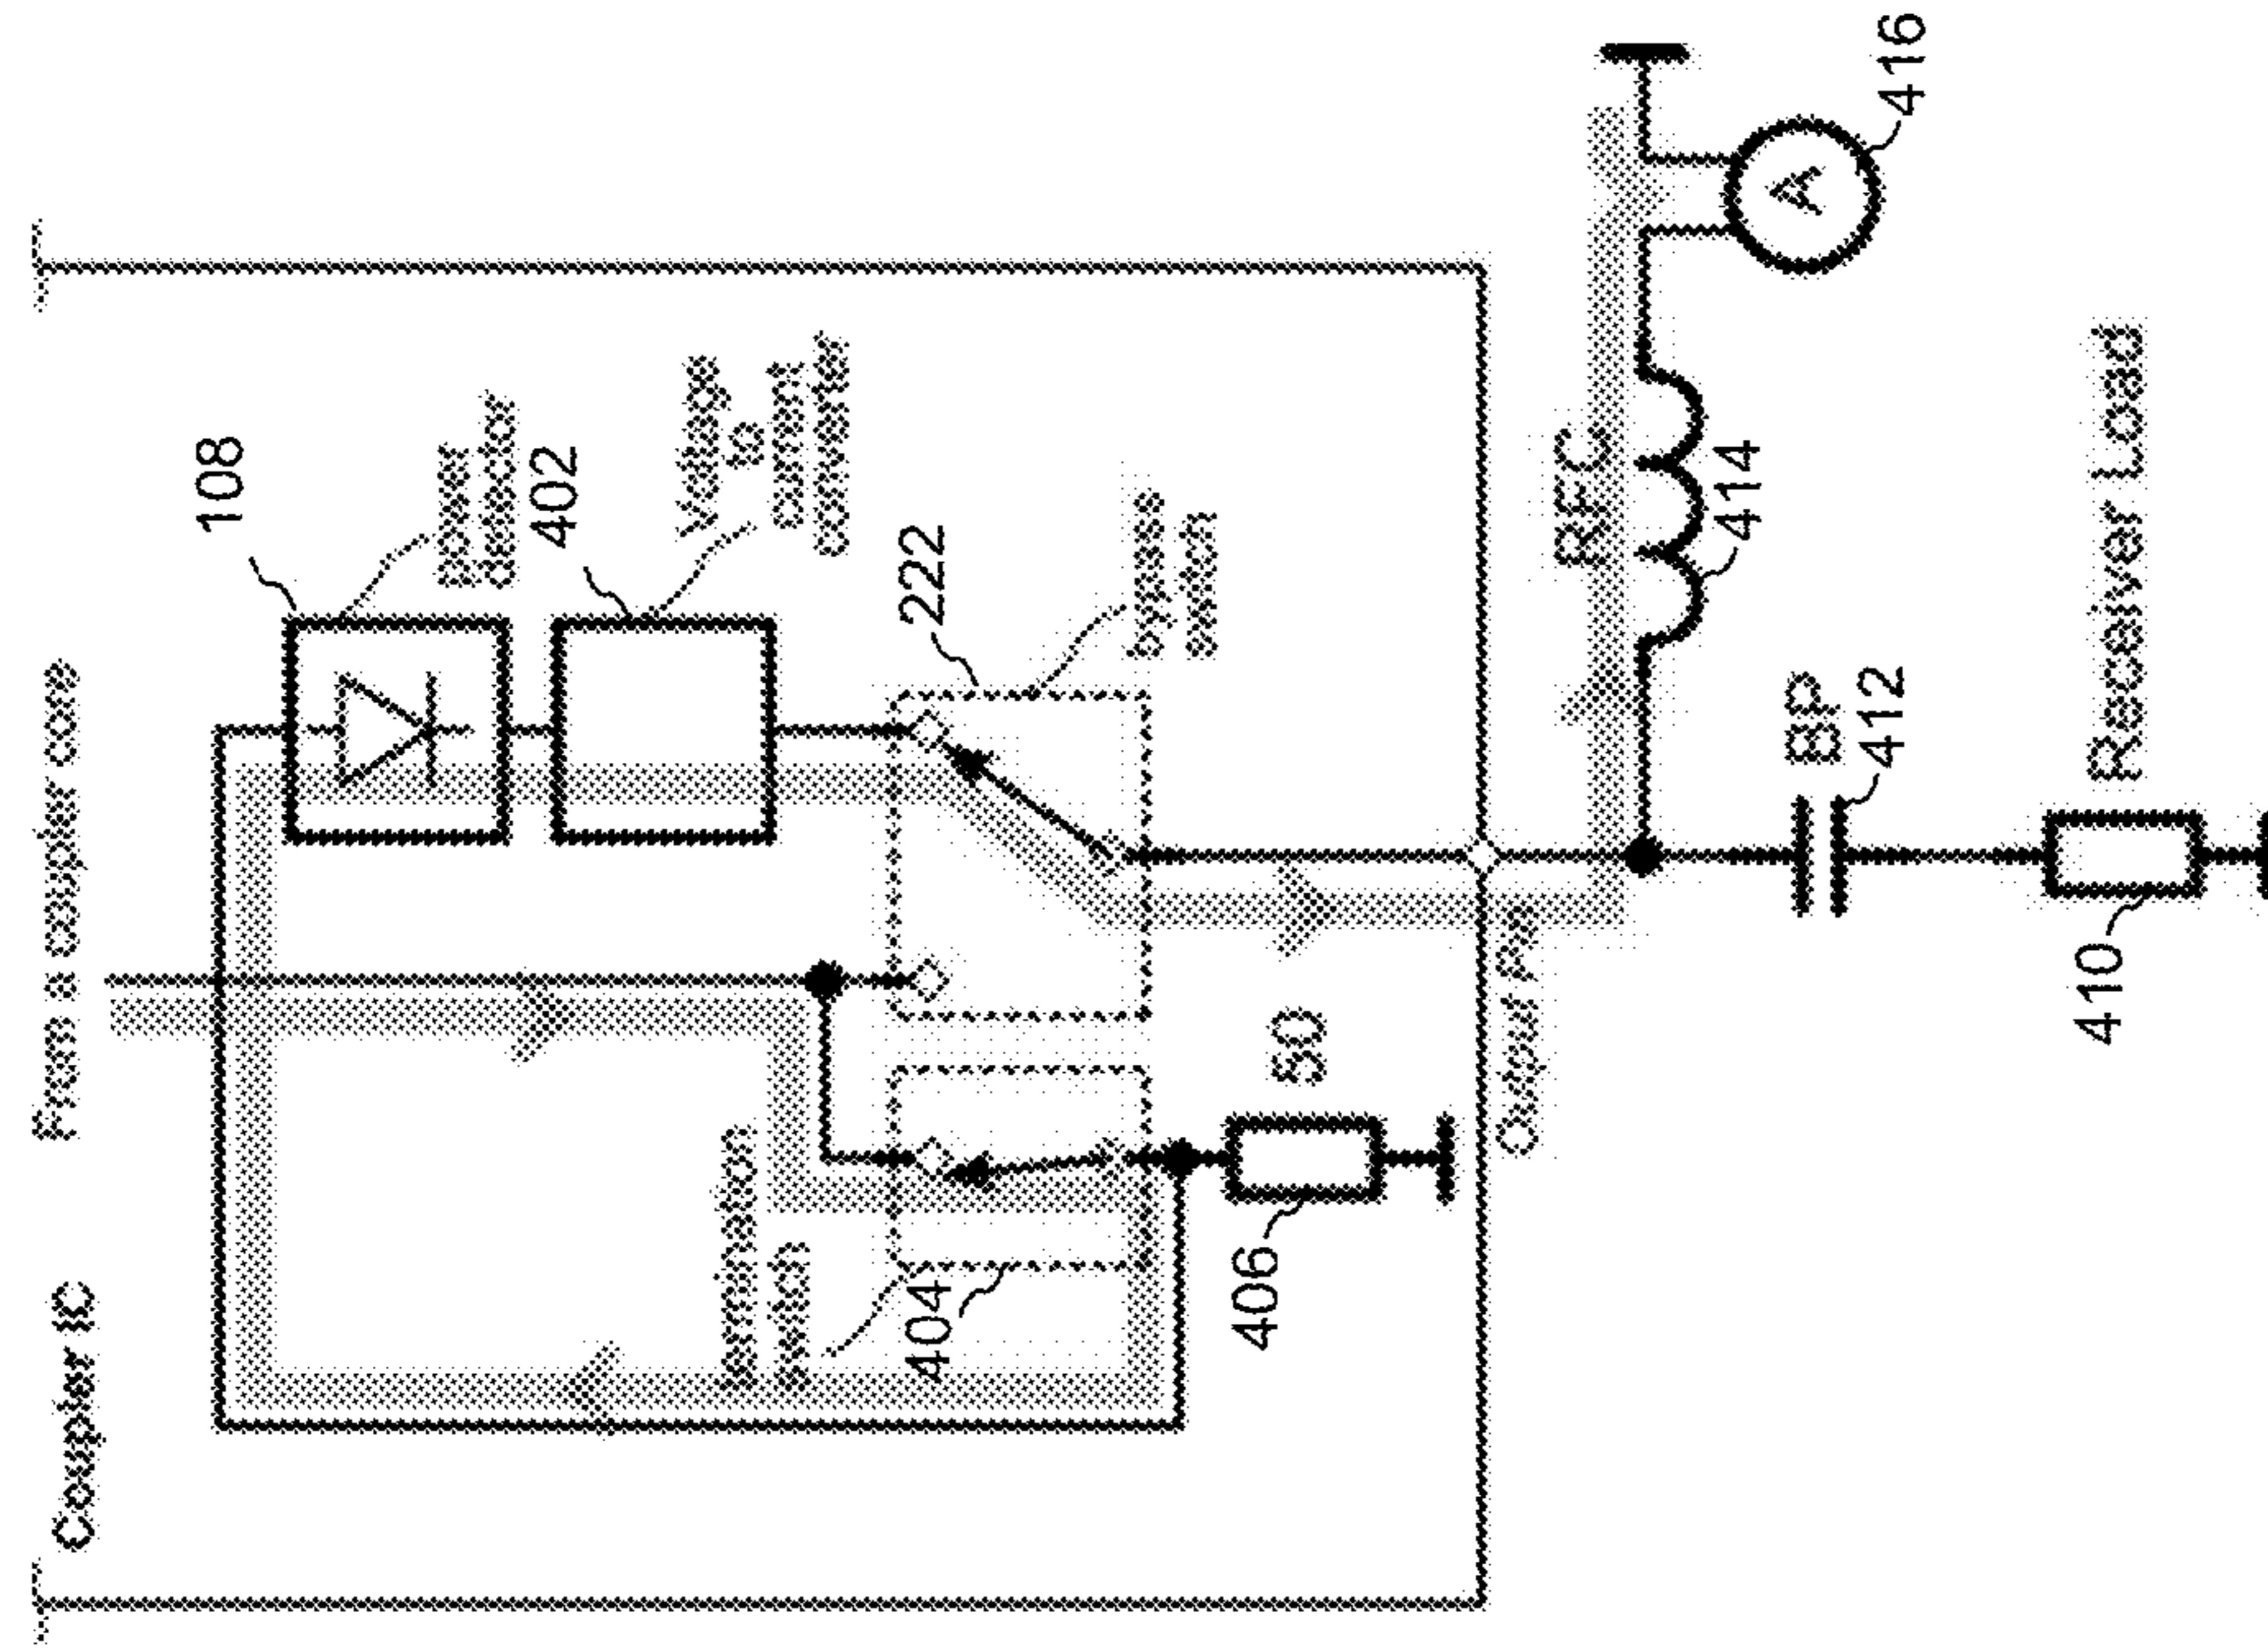 Coupler IC
From a coupler core
108
power
detector
402
Voltage
to
current
converter
222
bypass
switch
termination
switch
404
50
406
Output Pin
RFC
414
A
416
BP
412
Receiver Load
410